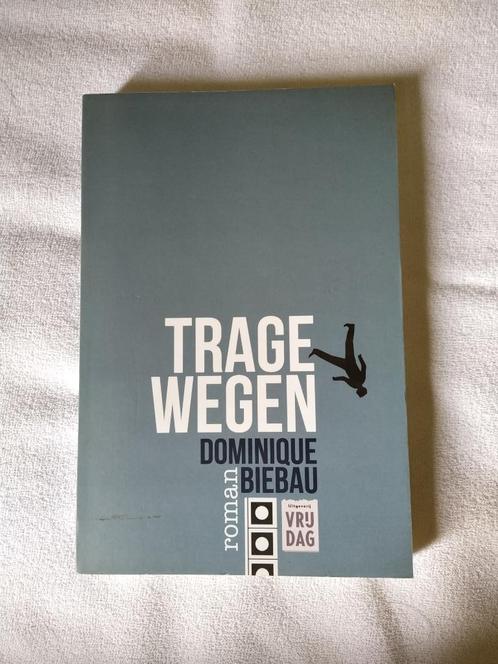 TRAGE
WEGEN
DOMINIQUE
BIEBAU
roman
Uitgeverij
VRIJ
DAG